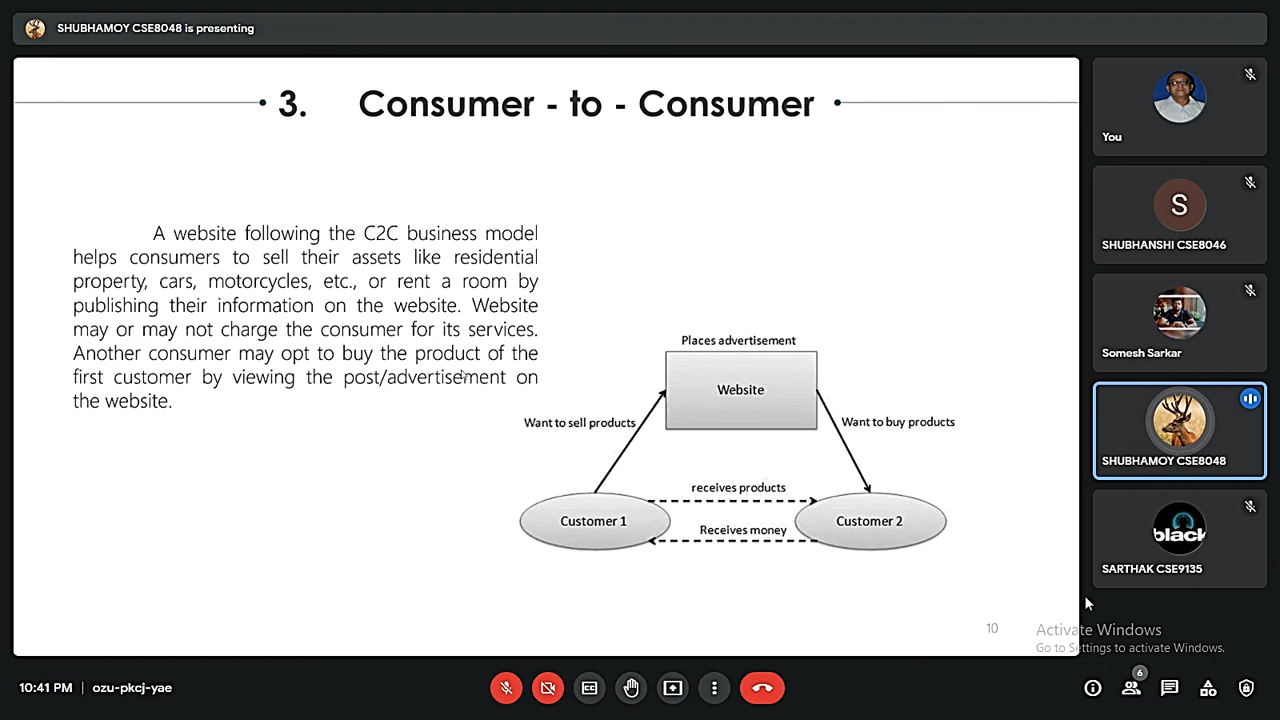 SHUBHAMOY CSE8048 is presenting
3. Consumer - to - Consumer
A website following the C2C business model
helps consumers to sell their assets like residential
property, cars, motorcycles, etc., or rent a room by
publishing their information on the website. Website
may or may not charge the consumer for its services.
Another consumer may opt to buy the product of the
first customer by viewing the post/advertisement on
the website.
Places advertisement
Website
Want to sell products
Want to buy products
receives products
Customer 1
Customer 2
Receives money
10
You
S
SHUBHANSHI CSE8046
Somesh Sarkar
SHUBHAMOY CSE8048
black
SARTHAK CSE9135
Activate Windows
Go to Settings to activate Windows.
10:41 PM | ozu-pkcj-yae
CC
6